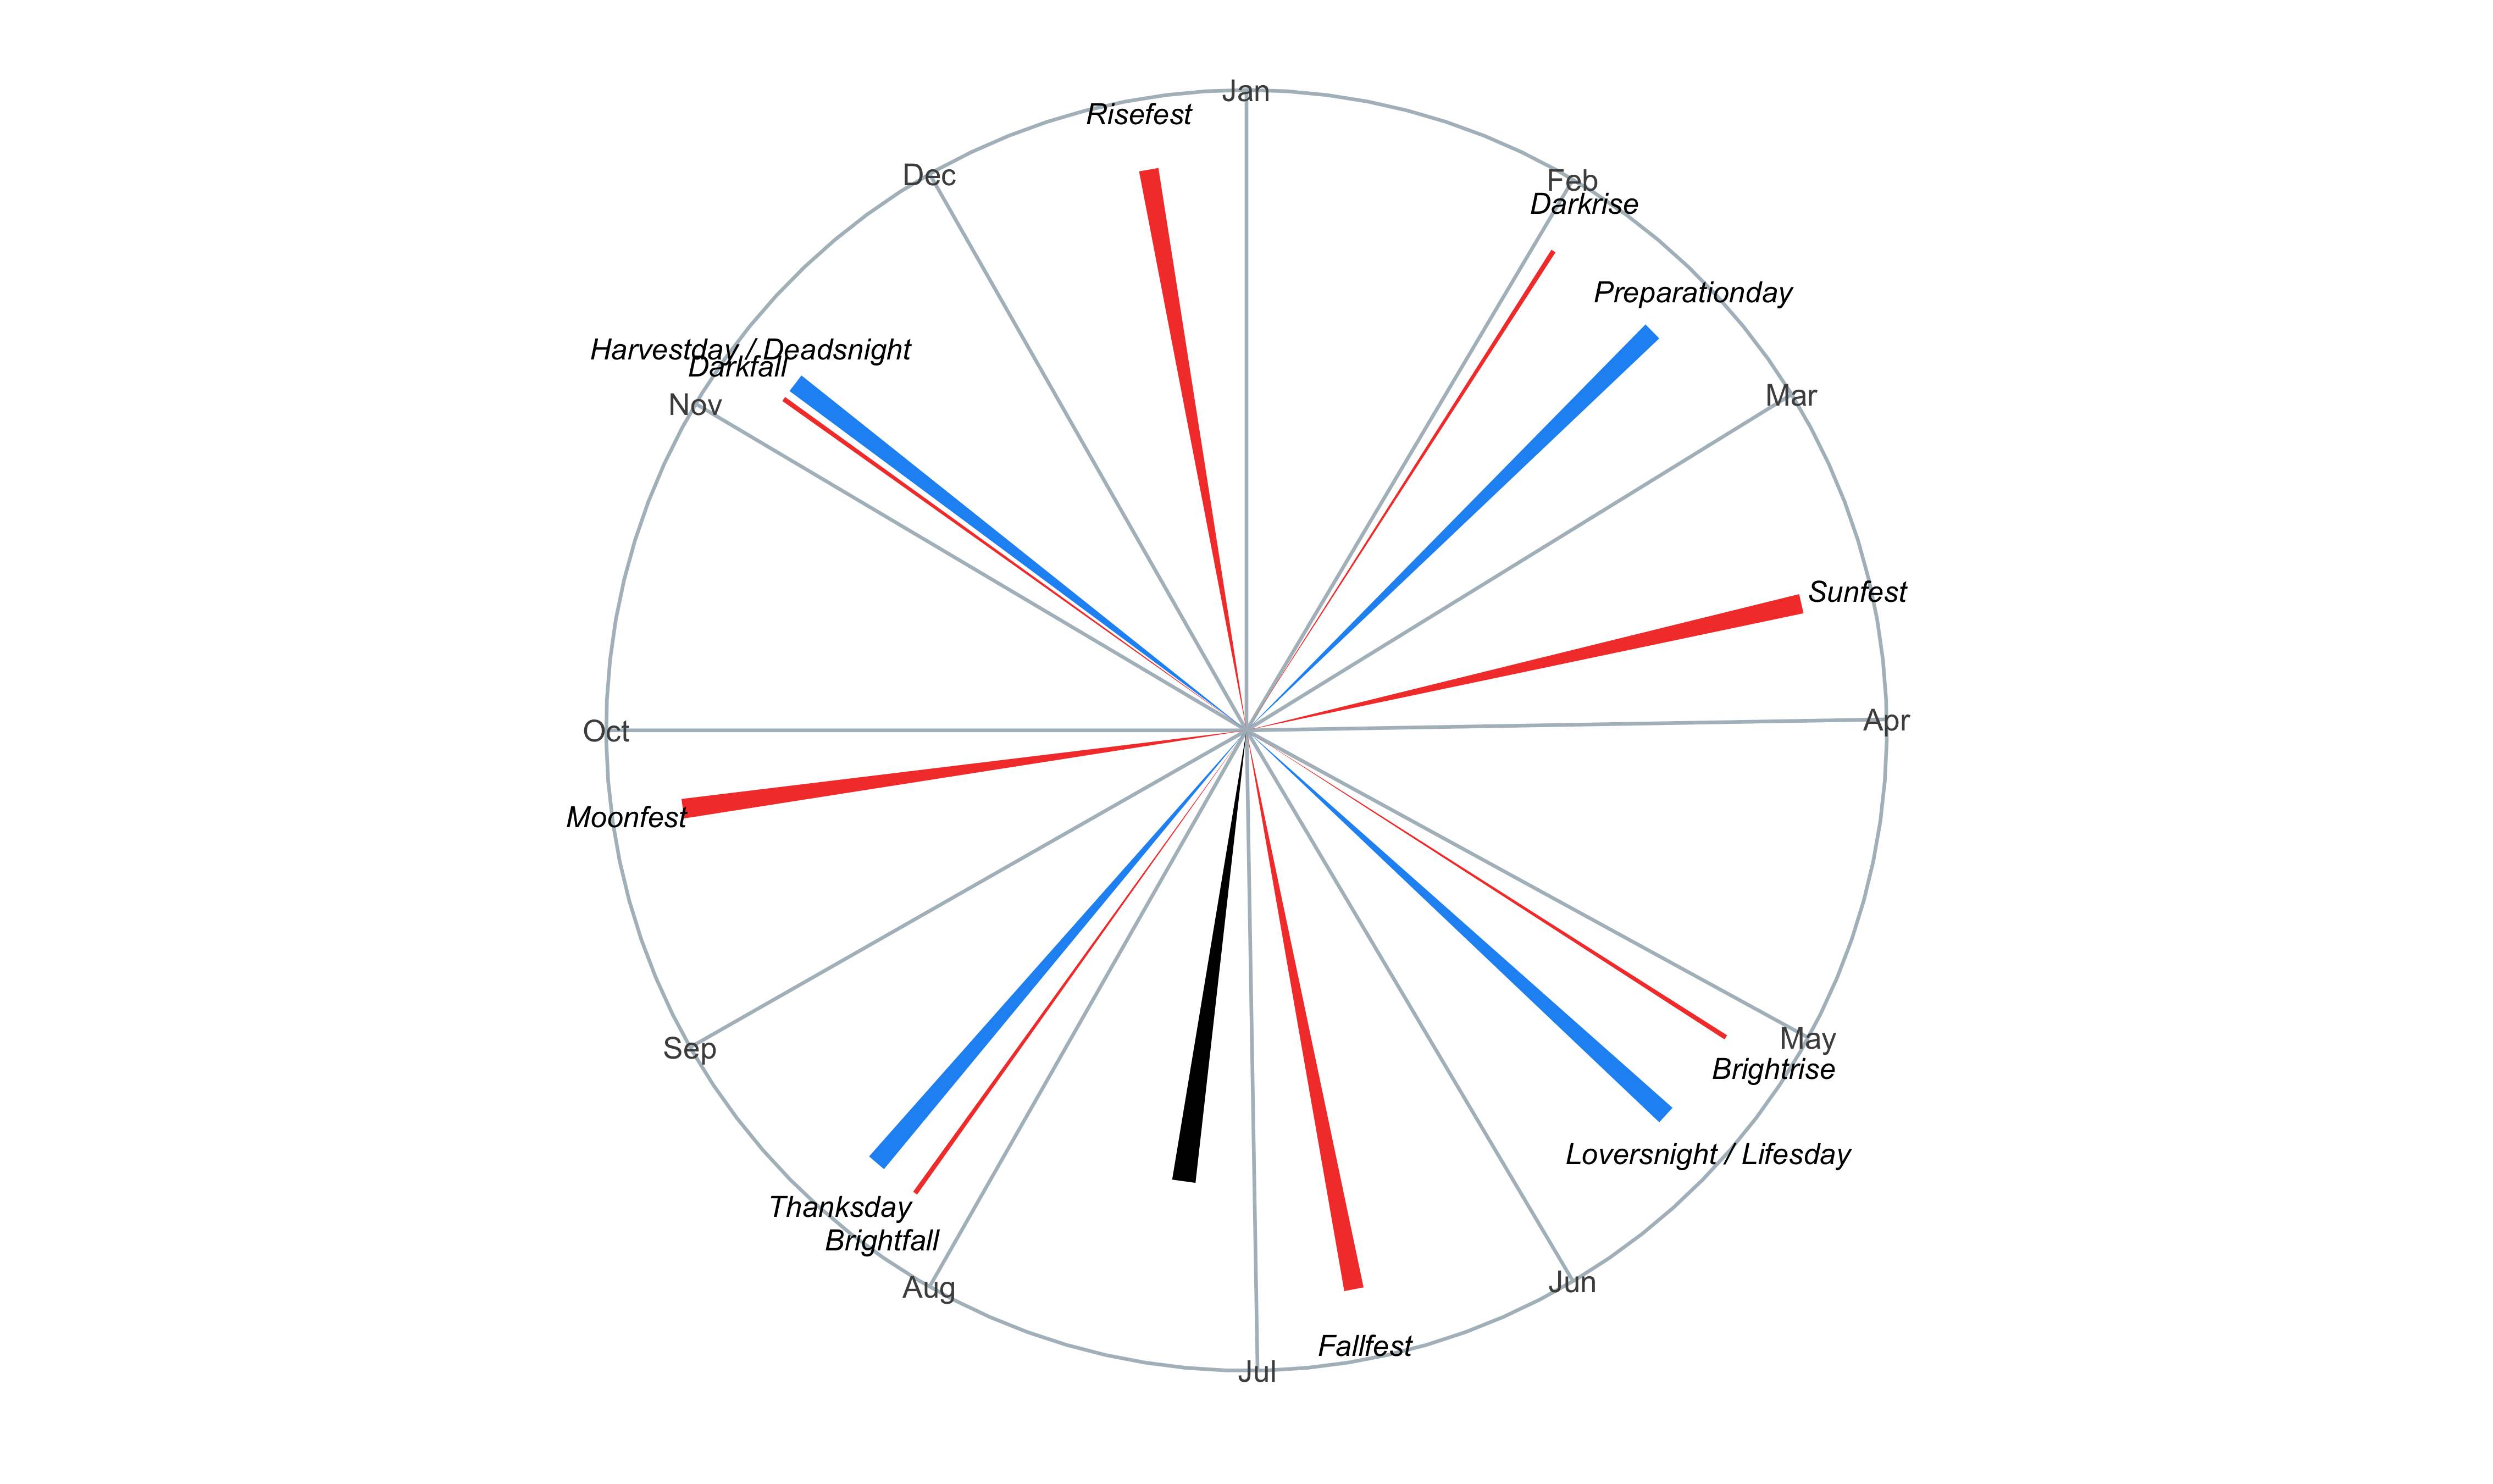 Jan
Risefest
Dec
Feb
Darkrise
Preparationday
Harvestday / Deadsnight
Darkfall
Nov
Mar
Sunfest
Apr
Oct
Moonfest
May
Brightrise
Sep
Loversnight / Lifesday
Thanksday
Brightfall
Aug
Jun
Fallfest
Jul